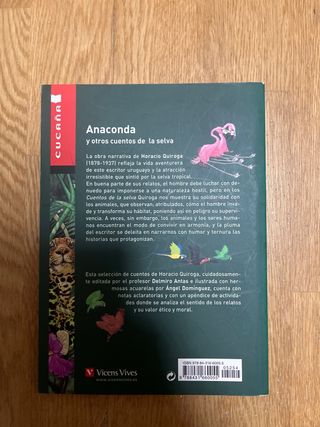 CUCAÑA
Anaconda
y otros cuentos de la selva
La obra narrativa de Horacio Quiroga
(1878-1937) refleja la vida aventurera
de este escritor uruguayo y la atracción
irresistible que sintió por la selva tropical.
En buena parte de sus relatos, el hombre debe luchar con de-
nuedo para imponerse a una naturaleza hostil, pero en los
Cuentos de la selva Quiroga nos muestra su solidaridad con
los animales, que observan, atribulados, cómo el hombre inva-
de y transforma su hábitat, poniendo así en peligro su supervi-
vencia. A veces, sin embargo, los animales y los seres huma-
nos encuentran el modo de convivir en armonía, y la pluma
del escritor se deleita en narrarnos con humor y ternura las
historias que protagonizan.
Esta selección de cuentos de Horacio Quiroga, cuidadosamen-
te editada por el profesor Delmiro Antas e ilustrada con her-
mosas acuarelas por Ángel Domínguez, cuenta con
notas aclaratorias y con un apéndice de activida-
des donde se analiza el sentido de los relatos
y su valor ético y moral.
Vicens Vives
www.vicensvives.es